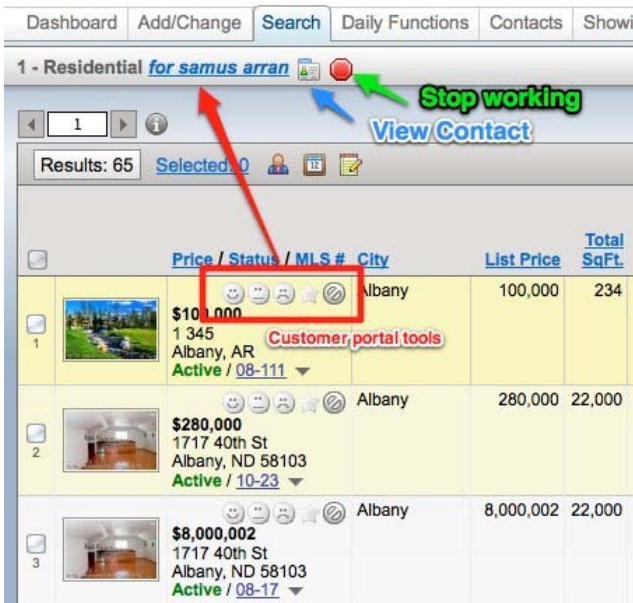 Dashboard Add/Change Search Daily Functions Contacts
1 - Residential for samus arran
Stop working
View Contact
1
Results: 65 Selected: 0 12
Price / Status / MLS # City List Price Total SqFt.
Albany 100,000 234
$100,000
1 345
Customer portal tools
Albany, AR
Active / 08-111
1
Albany 280,000 22,000
$280,000
1717 40th St
Albany, ND 58103
Active / 10-23
2
Albany 8,000,002 22,000
$8,000,002
1717 40th St
Albany, ND 58103
Active / 08-17
3